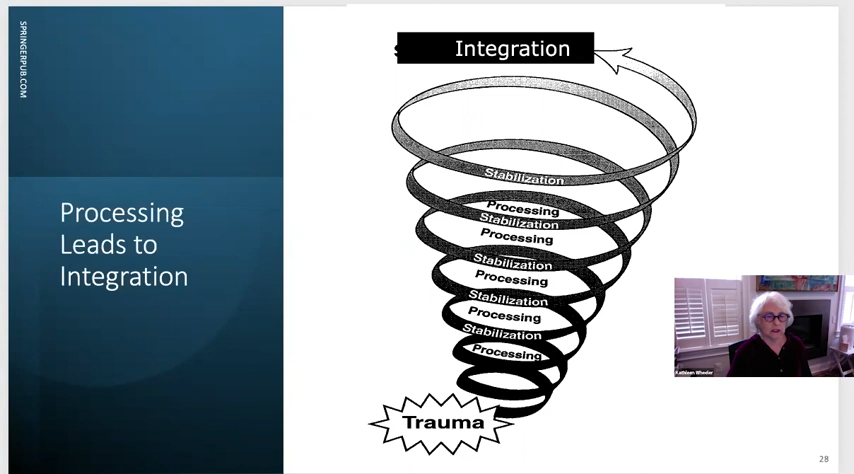 SPRINGERPUB.COM
Processing
Leads to
Integration
Integration
Stabilization
Processing
Stabilization
Processing
Stabilization
Processing
Stabilization
Processing
Stabilization
Processing
Trauma
Kathleen Wheeler
28